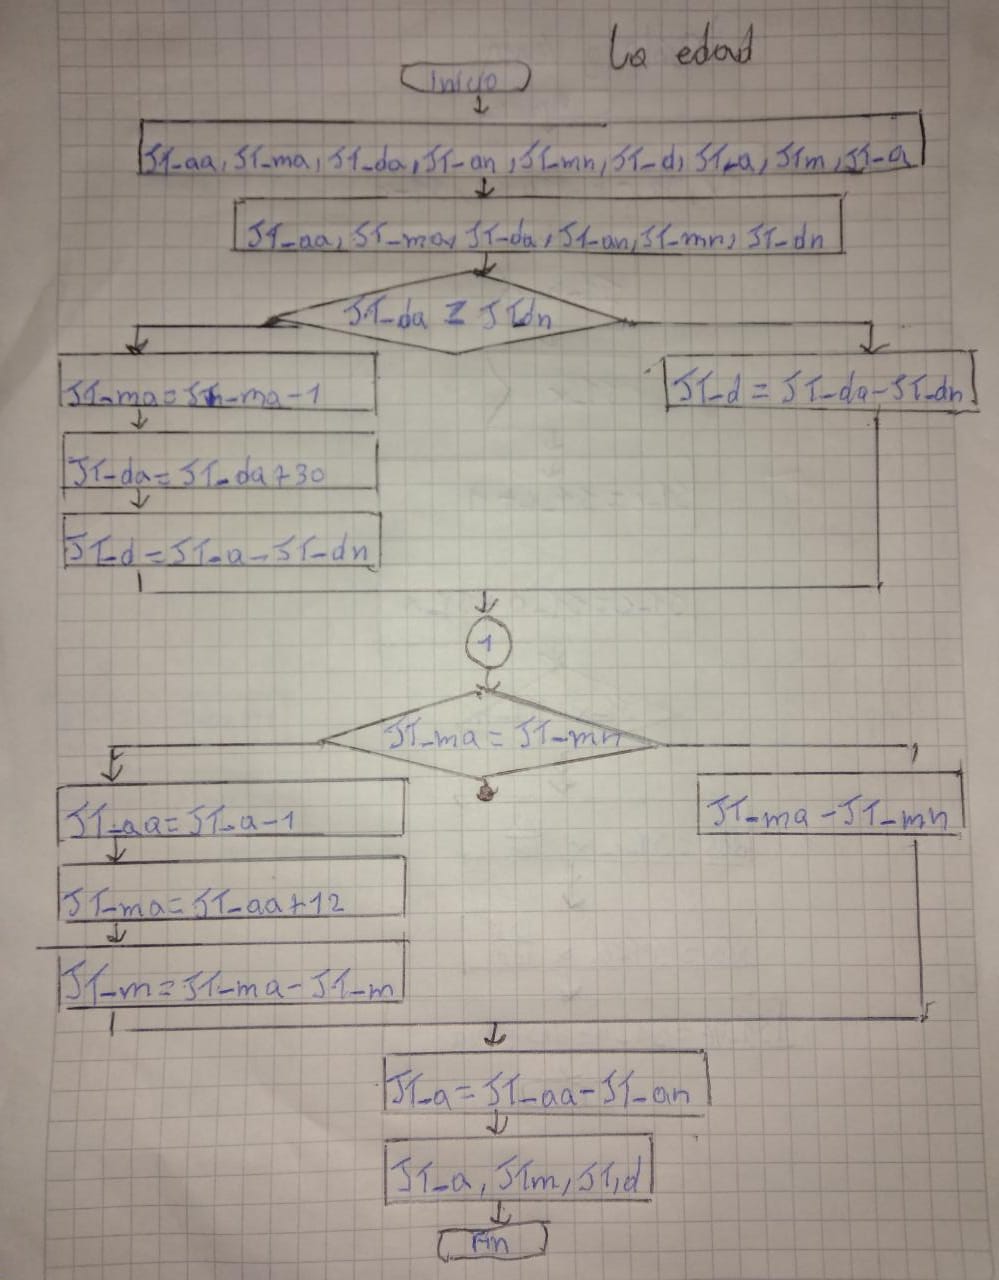 La edad
Inicio
JT_aa, JT_ma, JT_da, JT_an, JT_mn, JT_d, JT_a, JTm, JT_a
JT_aa, JT_ma, JT_da, JT_an, JT_mn, JT_dn
JT_da JT_dn
JT_ma = JT_ma - 1
JT_d = JT_da - JT_dn
JT_da = JT_da + 30
JT_d = JT_a - JT_dn
1
JT_ma = JT_mn
JT_aa = JT_a - 1
JT_ma - JT_mn
JT_ma = JT_aa + 12
JT_m = JT_ma - JT_m
JT_a = JT_aa - JT_an
JT_a, JTm, JT,d
Fin